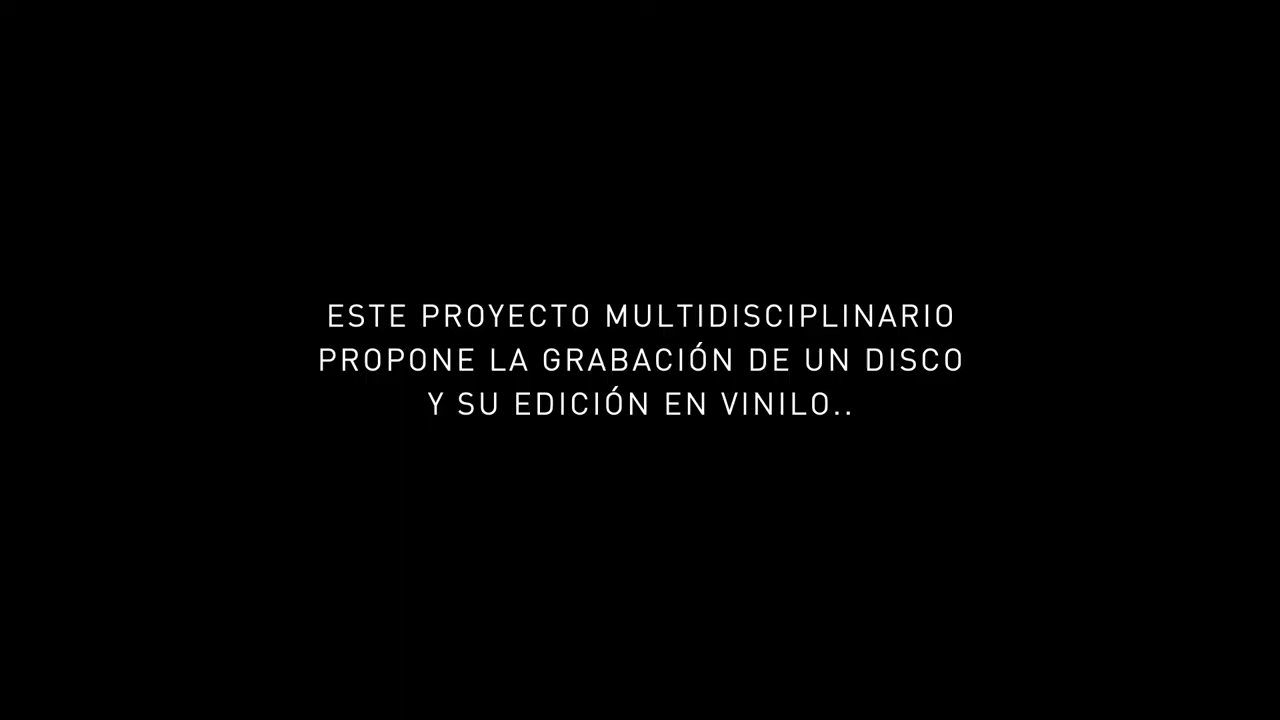 ESTE PROYECTO MULTIDISCIPLINARIO
PROPONE LA GRABACIÓN DE UN DISCO
Y SU EDICIÓN EN VINILO..